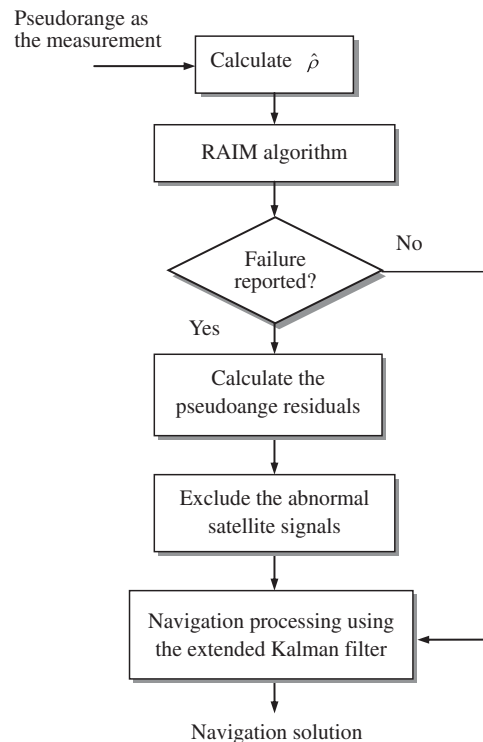 Pseudorange as
the measurement
Calculate ρ̂
RAIM algorithm
Failure
reported?
No
Yes
Calculate the
pseudoange residuals
Exclude the abnormal
satellite signals
Navigation processing using
the extended Kalman filter
Navigation solution